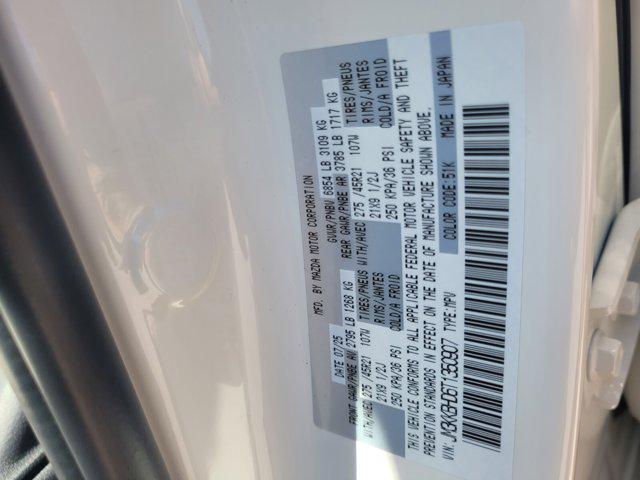 MFD. BY MAZDA MOTOR CORPORATION
DATE 07/25 GVWR/PNBV 6854 LB 3109 KG
FRONT GAWR/PNBE AV 2795 LB 1268 KG REAR GAWR/PNBE AR 3785 LB 1717 KG
WITH/AVEC TIRES/PNEUS WITH/AVEC TIRES/PNEUS
275 /45R21 107W RIMS/JANTES 275 /45R21 107W RIMS/JANTES
21X9 1/2J COLD/A FROID 21X9 1/2J COLD/A FROID
250 KPA/36 PSI 250 KPA/36 PSI
THIS VEHICLE CONFORMS TO ALL APPLICABLE FEDERAL MOTOR VEHICLE SAFETY AND THEFT
PREVENTION STANDARDS IN EFFECT ON THE DATE OF MANUFACTURE SHOWN ABOVE.
VIN: TYPE:MPV COLOR CODE:51K MADE IN JAPAN